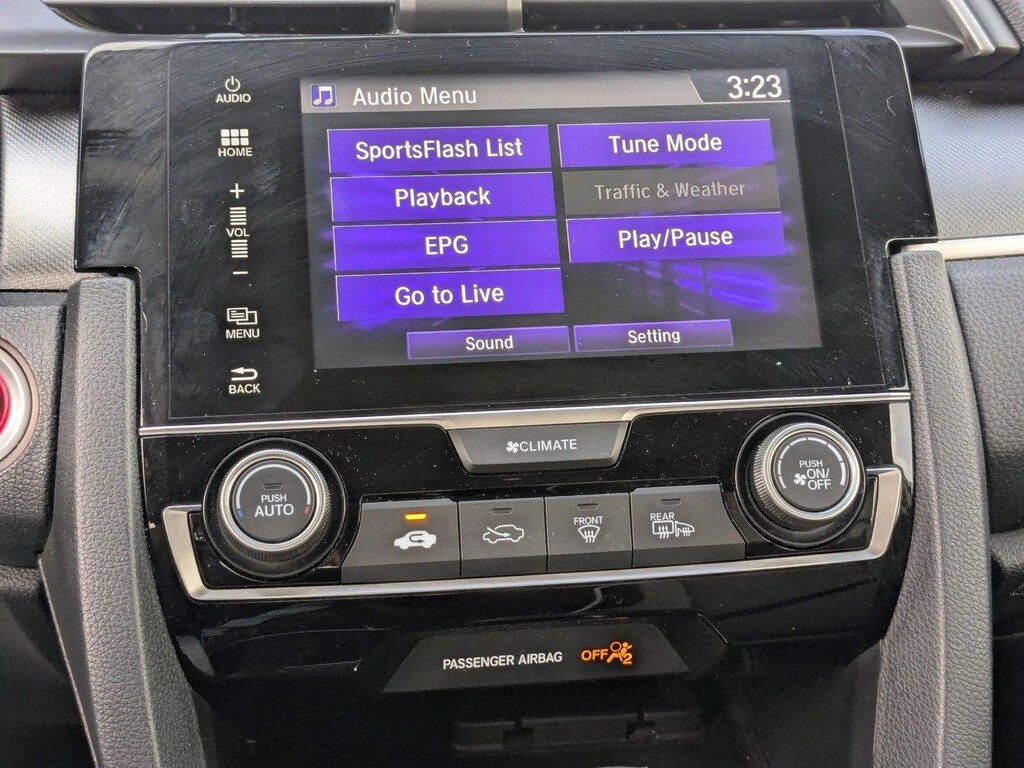 AUDIO
HOME
+
VOL
-
MENU
BACK
Audio Menu
3:23
SportsFlash List
Tune Mode
Playback
Traffic & Weather
EPG
Play/Pause
Go to Live
Sound
Setting
CLIMATE
PUSH
AUTO
FRONT
REAR
PUSH
ON/
OFF
PASSENGER AIRBAG OFF 2